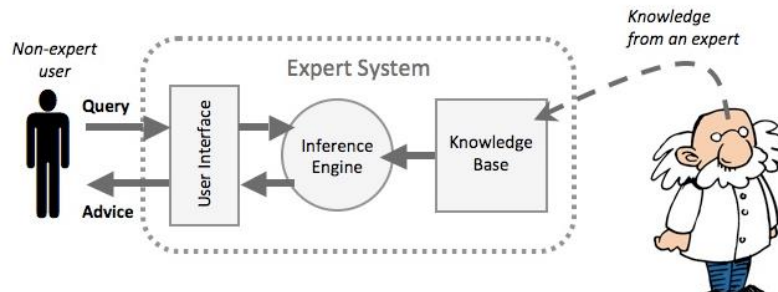 Non-expert
user
Query
Advice
Expert System
User Interface
Inference
Engine
Knowledge
Base
Knowledge
from an expert